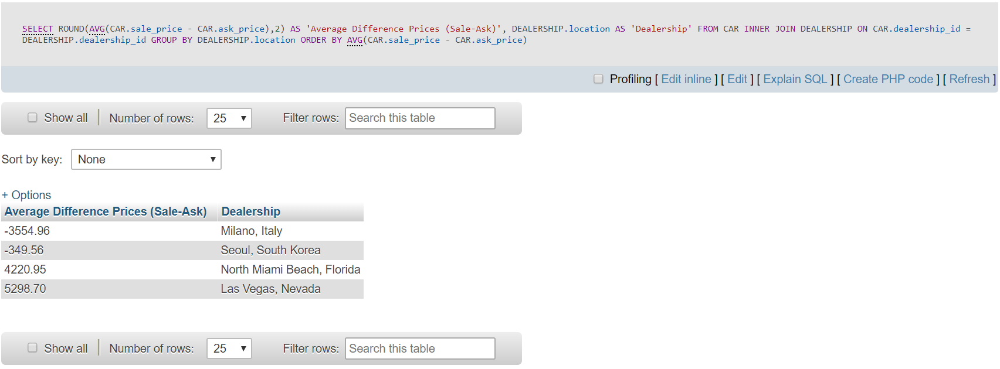 SELECT ROUND(AVG(CAR.sale_price - CAR.ask_price),2) AS 'Average Difference Prices (Sale-Ask)', DEALERSHIP.location AS 'Dealership' FROM CAR INNER JOIN DEALERSHIP ON CAR.dealership_id =
DEALERSHIP.dealership_id GROUP BY DEALERSHIP.location ORDER BY AVG(CAR.sale_price - CAR.ask_price)
Profiling [ Edit inline ] [ Edit ] [ Explain SQL ] [ Create PHP code ] [ Refresh ]
Show all Number of rows: 25 Filter rows: Search this table
Sort by key: None
+ Options
Average Difference Prices (Sale-Ask) Dealership
-3554.96 Milano, Italy
-349.56 Seoul, South Korea
4220.95 North Miami Beach, Florida
5298.70 Las Vegas, Nevada
Show all Number of rows: 25 Filter rows: Search this table